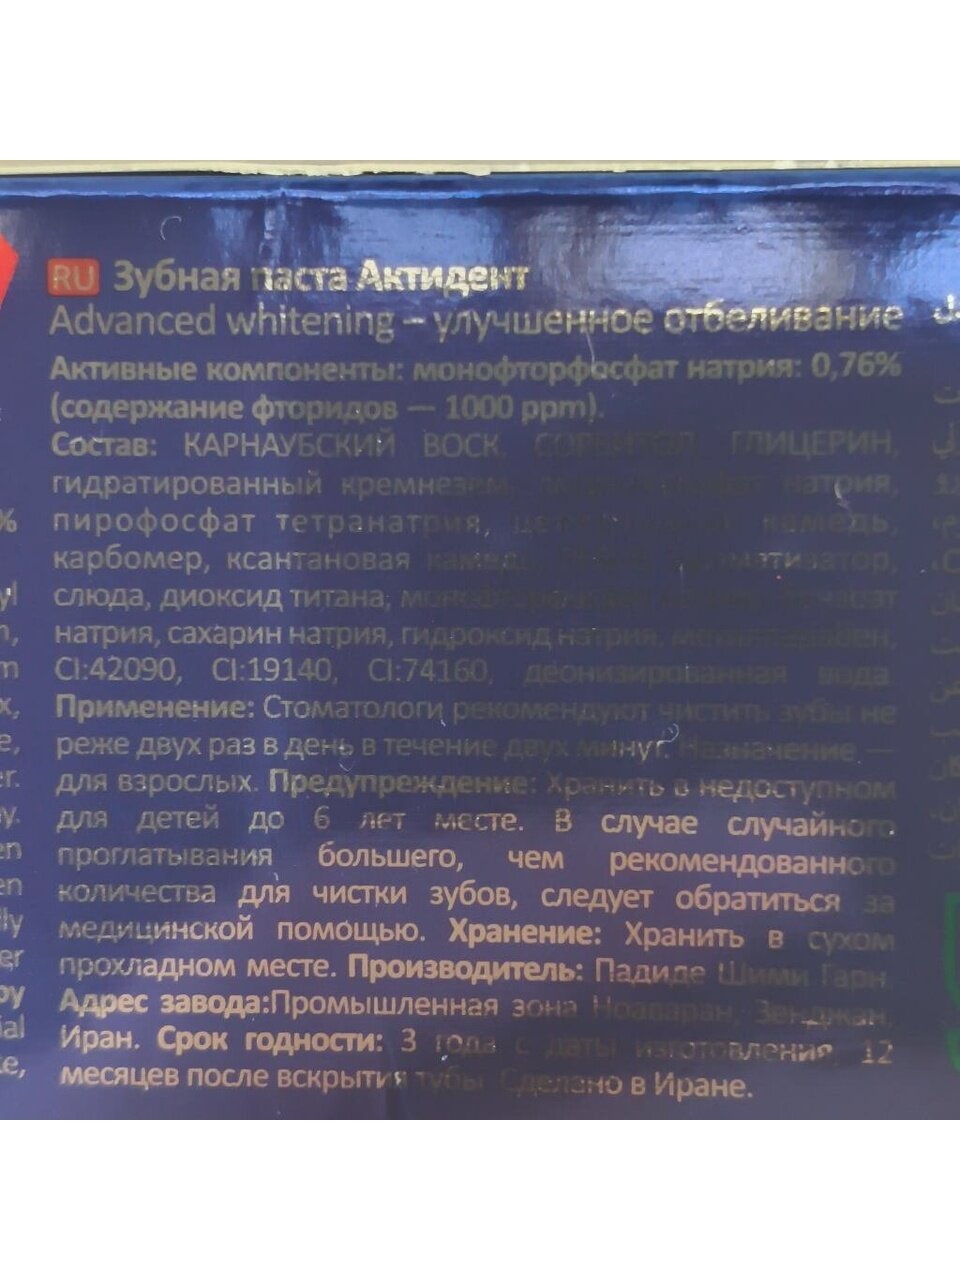 RU Зубная паста Актидент
Advanced whitening – улучшенное отбеливание
Активные компоненты: монофторфосфат натрия: 0,76%
(содержание фторидов — 1000 ppm).
Состав: КАРНАУБСКИЙ ВОСК, СОРБИТОЛ, ГЛИЦЕРИН,
гидратированный кремнезем, натрия,
пирофосфат тетранатрия, камедь,
карбомер, ксантановая камедь, ароматизатор,
слюда, диоксид титана,
натрия, сахарин натрия, гидроксид натрия, метилпарабен,
CI:42090, CI:19140, CI:74160, деионизированная вода
Применение: Стоматологи рекомендуют чистить зубы не
реже двух раз в день в течение двух минут. Назначение —
для взрослых. Предупреждение: Хранить в недоступном
для детей до 6 лет месте. В случае случайного
проглатывания большего, чем рекомендованного
количества для чистки зубов, следует обратиться за
медицинской помощью. Хранение: Хранить в сухом
прохладном месте. Производитель: Падиде Шими Гарн
Адрес завода:Промышленная зона Ноаваран, Зенджан,
Иран. Срок годности: 3 года с даты изготовления, 12
месяцев после вскрытия тубы. Сделано в Иране.